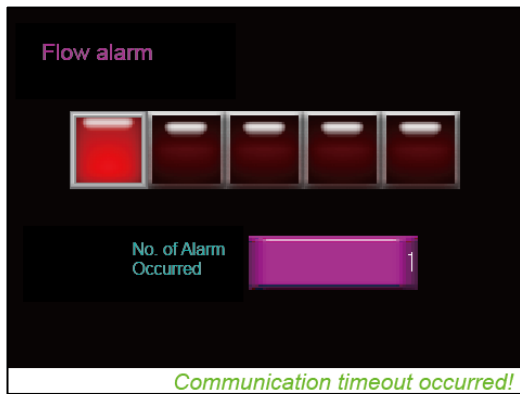 Flow alarm
No. of Alarm
Occurred
1
Communication timeout occurred!